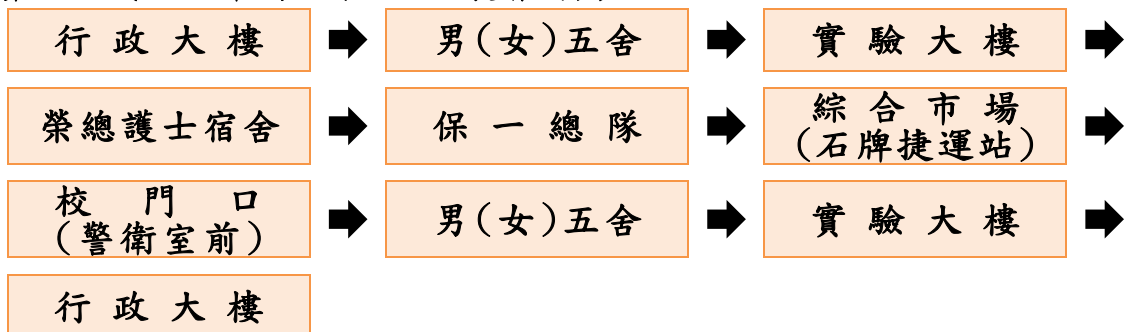 行政大樓 男(女)五舍 實驗大樓
榮總護士宿舍 保一總隊 綜合市場
(石牌捷運站)
校門口
(警衛室前) 男(女)五舍 實驗大樓
行政大樓